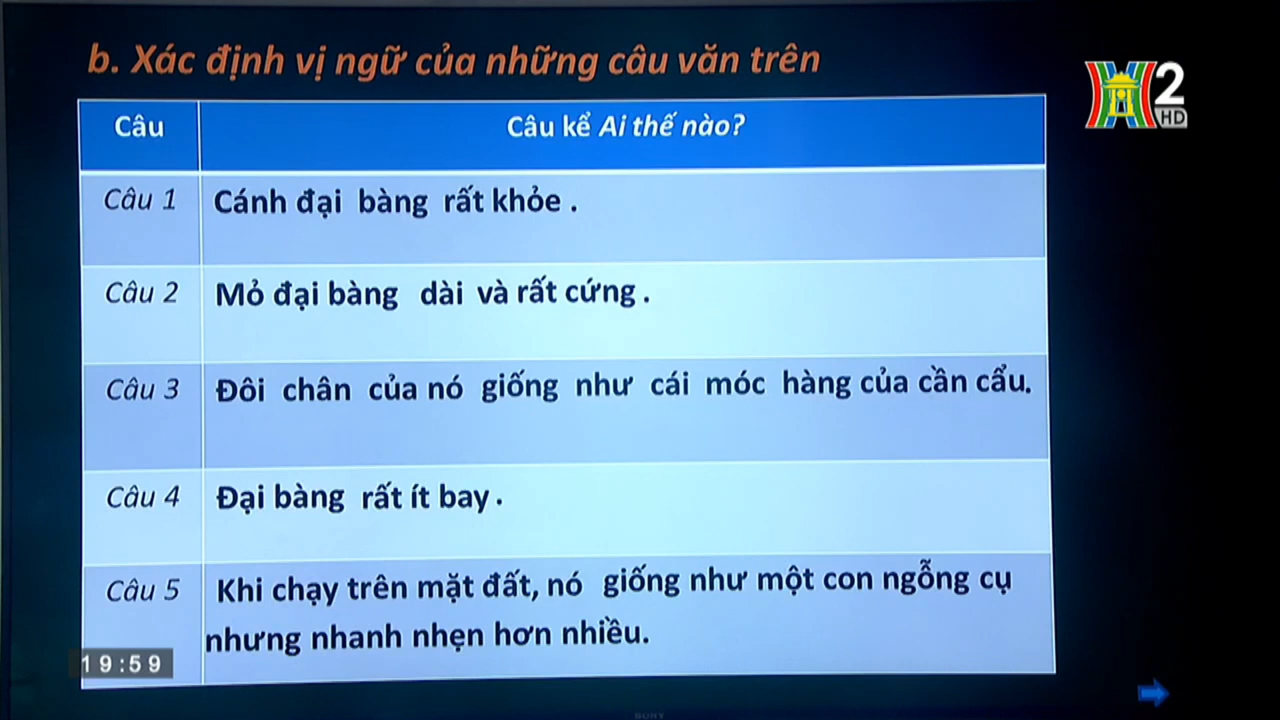 b. Xác định vị ngữ của những câu văn trên
2
HD
Câu
Câu kể Ai thế nào?
Câu 1
Cánh đại bàng rất khỏe .
Câu 2
Mỏ đại bàng dài và rất cứng .
Câu 3
Đôi chân của nó giống như cái móc hàng của cần cẩu.
Câu 4
Đại bàng rất ít bay .
Câu 5
Khi chạy trên mặt đất, nó giống như một con ngỗng cụ
nhưng nhanh nhẹn hơn nhiều.
19:59
SONY